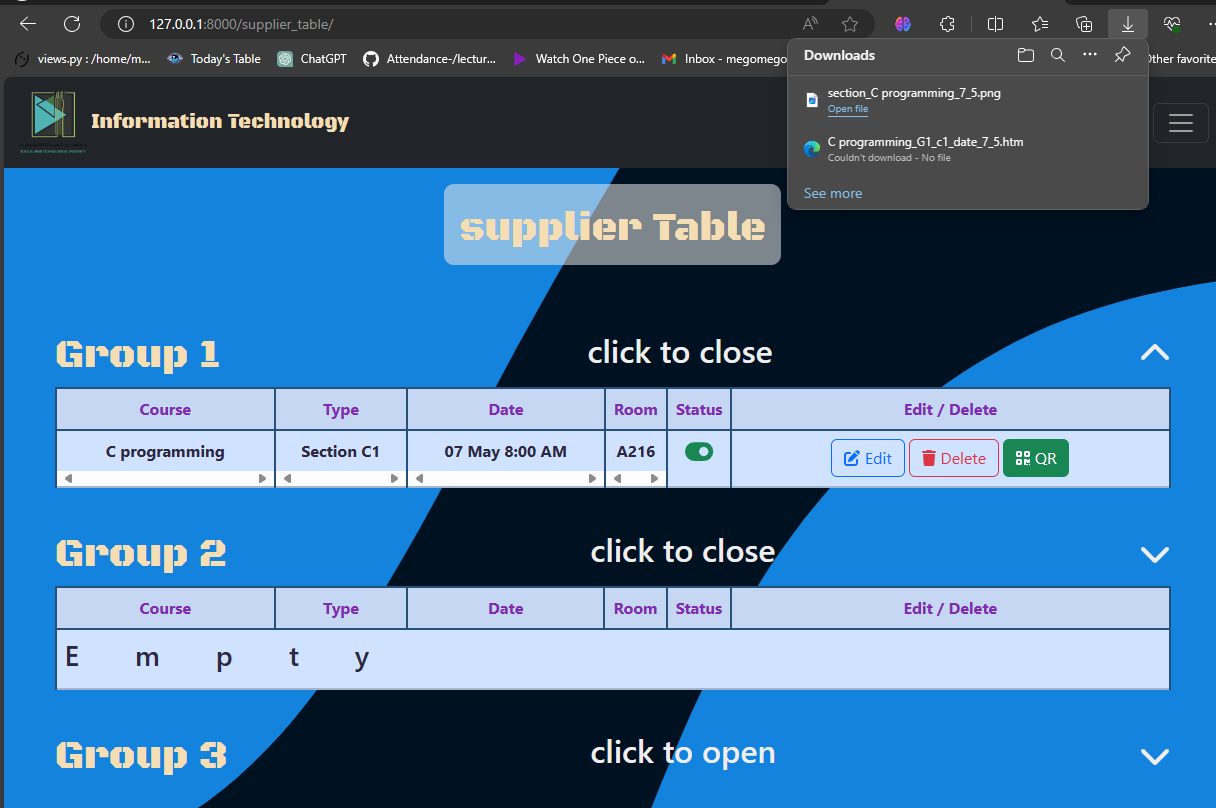 127.0.0.1:8000/supplier_table/
views.py : /home/m...
Today's Table
ChatGPT
Attendance-/lectur...
Watch One Piece o...
Inbox - megomego
Other favorite
Downloads
section_C programming_7_5.png
Open file
C programming_G1_c1_date_7_5.htm
Couldn't download - No file
See more
Information Technology
supplier Table
Group 1 click to close
Course Type Date Room Status Edit / Delete
C programming Section C1 07 May 8:00 AM A216 Edit Delete QR
Group 2 click to close
Course Type Date Room Status Edit / Delete
E m p t y
Group 3 click to open